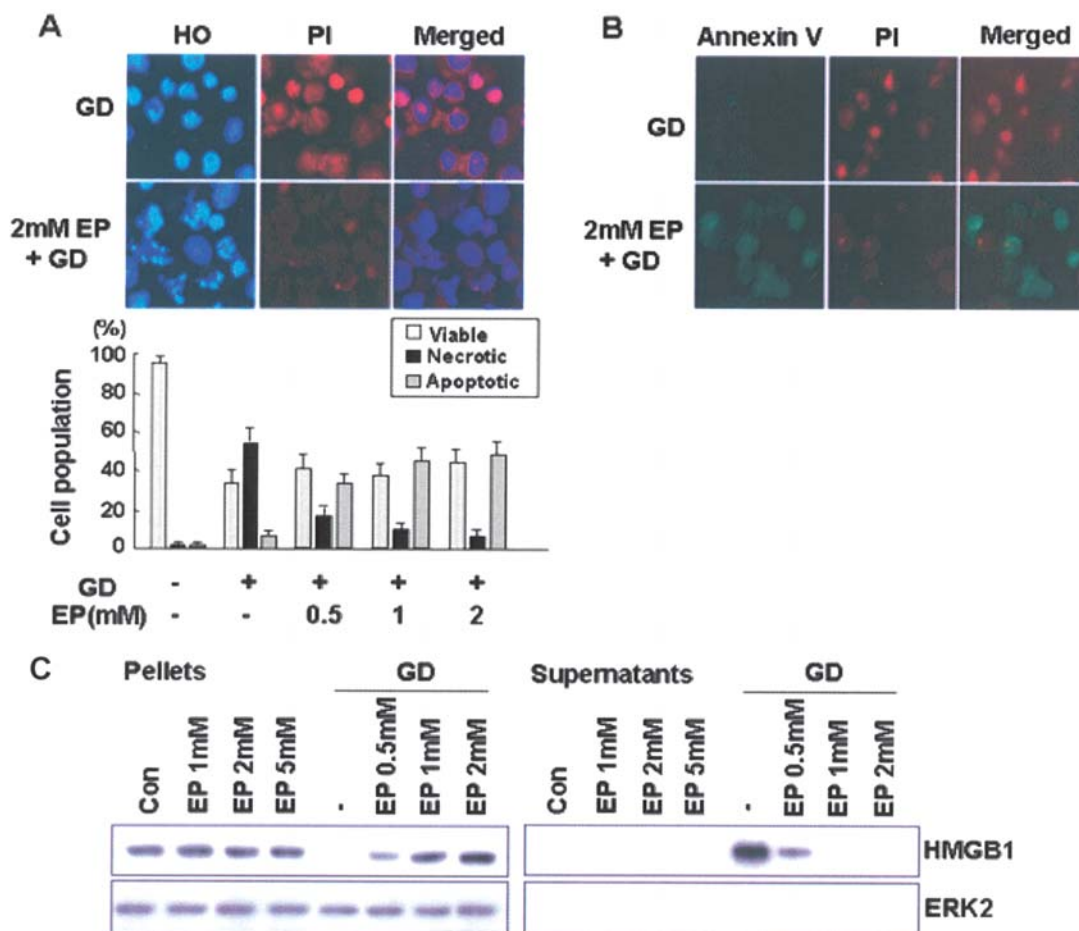 A
HO PI Merged
GD
2mM EP
+ GD
B
Annexin V PI Merged
GD
2mM EP
+ GD
(%)
Viable
Necrotic
Apoptotic
100
80
60
40
20
0
Cell population
GD - + + + +
EP(mM) - - 0.5 1 2
C
Pellets GD Supernatants GD
Con EP 1mM EP 2mM EP 5mM - EP 0.5mM EP 1mM EP 2mM Con EP 1mM EP 2mM EP 5mM - EP 0.5mM EP 1mM EP 2mM
HMGB1
ERK2